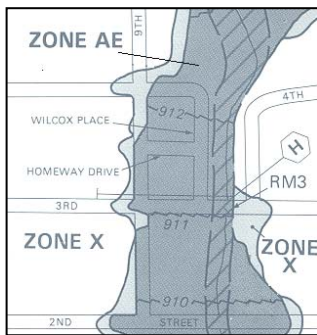 9TH
ZONE AE
912
4TH
WILCOX PLACE
H
HOMEWAY DRIVE
RM3
3RD
911
ZONE X
ZONE
X
910
2ND
STREET